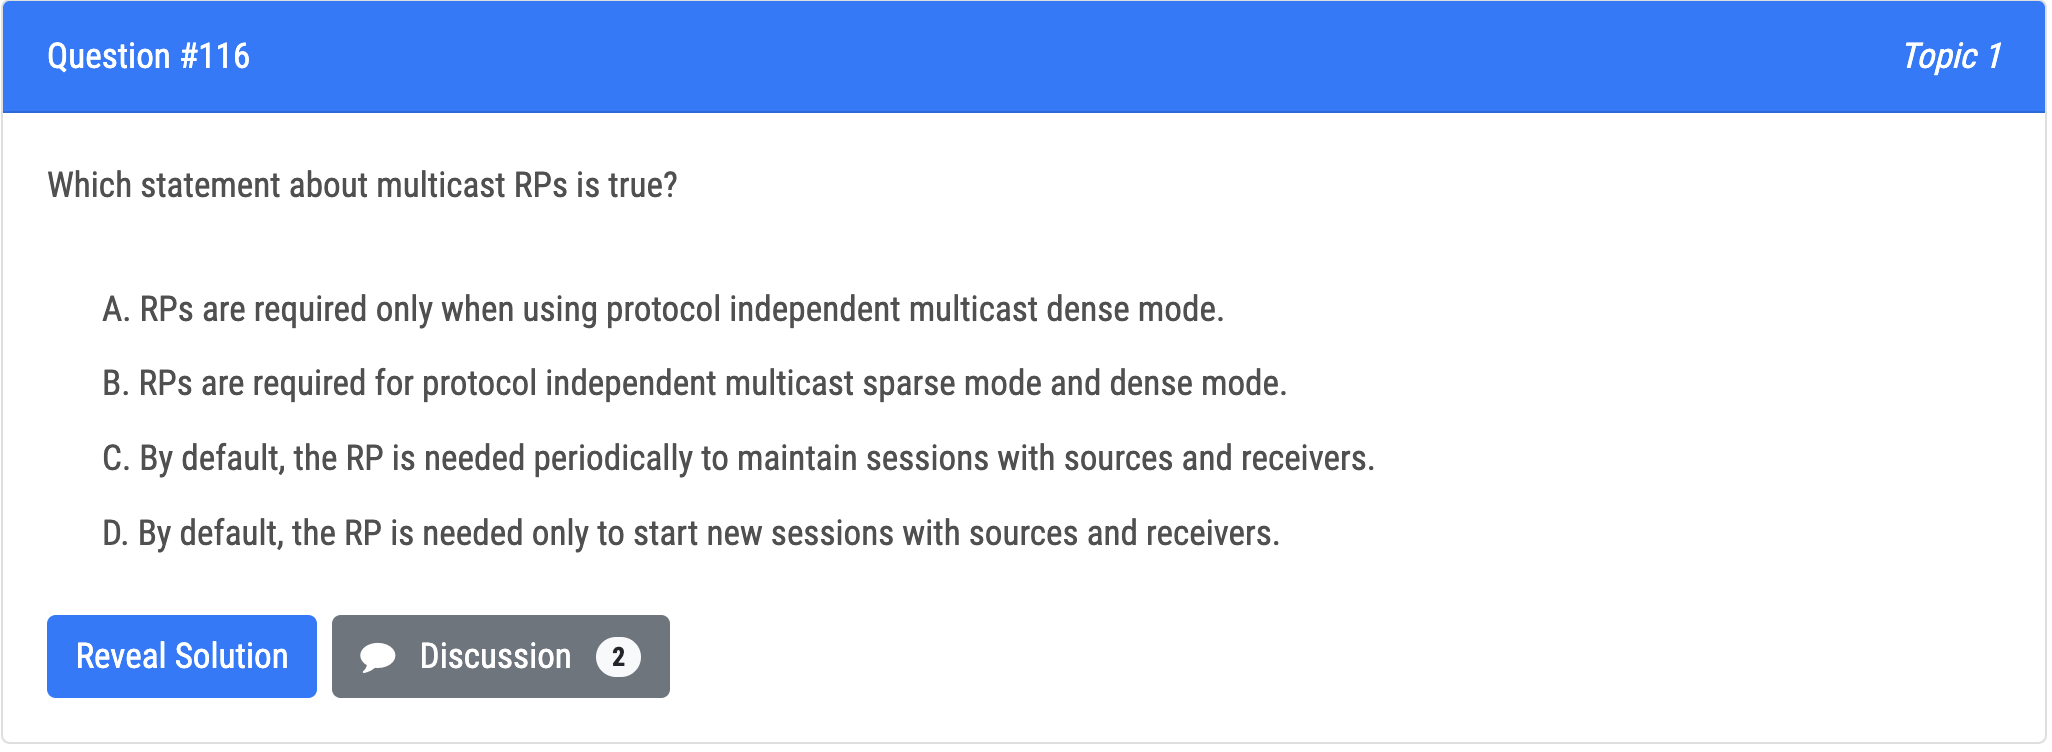 Question #116
Topic 1
Which statement about multicast RPs is true?
A. RPs are required only when using protocol independent multicast dense mode.
B. RPs are required for protocol independent multicast sparse mode and dense mode.
C. By default, the RP is needed periodically to maintain sessions with sources and receivers.
D. By default, the RP is needed only to start new sessions with sources and receivers.
Reveal Solution
Discussion 2